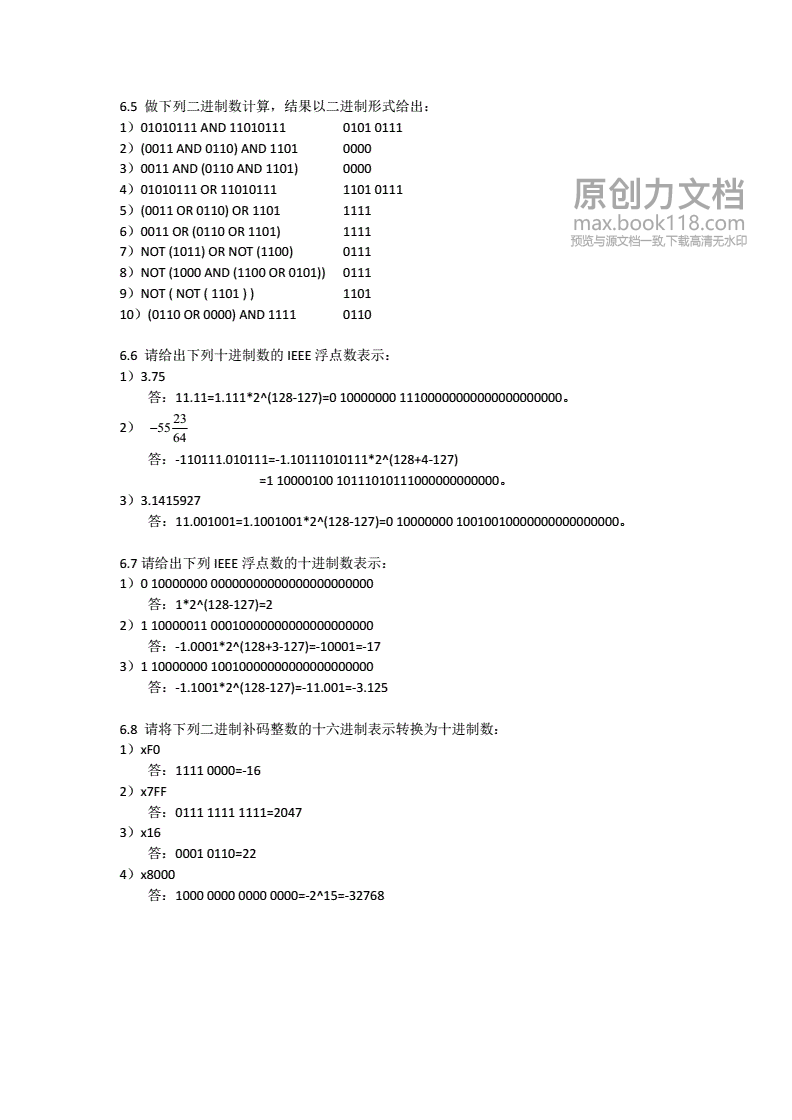 6.5 做下列二进制数计算，结果以二进制形式给出：
1）01010111 AND 11010111 0101 0111
2）(0011 AND 0110) AND 1101 0000
3）0011 AND (0110 AND 1101) 0000
4）01010111 OR 11010111 1101 0111
5）(0011 OR 0110) OR 1101 1111
6）0011 OR (0110 OR 1101) 1111
7）NOT (1011) OR NOT (1100) 0111
8）NOT (1000 AND (1100 OR 0101)) 0111
9）NOT ( NOT ( 1101 ) ) 1101
10）(0110 OR 0000) AND 1111 0110
原创力文档
max.book118.com
预览与源文档一致,下载高清无水印
6.6 请给出下列十进制数的 IEEE 浮点数表示：
1）3.75
答：11.11=1.111*2^(128-127)=0 10000000 11100000000000000000000。
2） −55 23/64
答：-110111.010111=-1.10111010111*2^(128+4-127)
=1 10000100 10111010111000000000000。
3）3.1415927
答：11.001001=1.1001001*2^(128-127)=0 10000000 10010010000000000000000。
6.7 请给出下列 IEEE 浮点数的十进制数表示：
1）0 10000000 00000000000000000000000
答：1*2^(128-127)=2
2）1 10000011 00010000000000000000000
答：-1.0001*2^(128+3-127)=-10001=-17
3）1 10000000 10010000000000000000000
答：-1.1001*2^(128-127)=-11.001=-3.125
6.8 请将下列二进制补码整数的十六进制表示转换为十进制数：
1）xF0
答：1111 0000=-16
2）x7FF
答：0111 1111 1111=2047
3）x16
答：0001 0110=22
4）x8000
答：1000 0000 0000 0000=-2^15=-32768